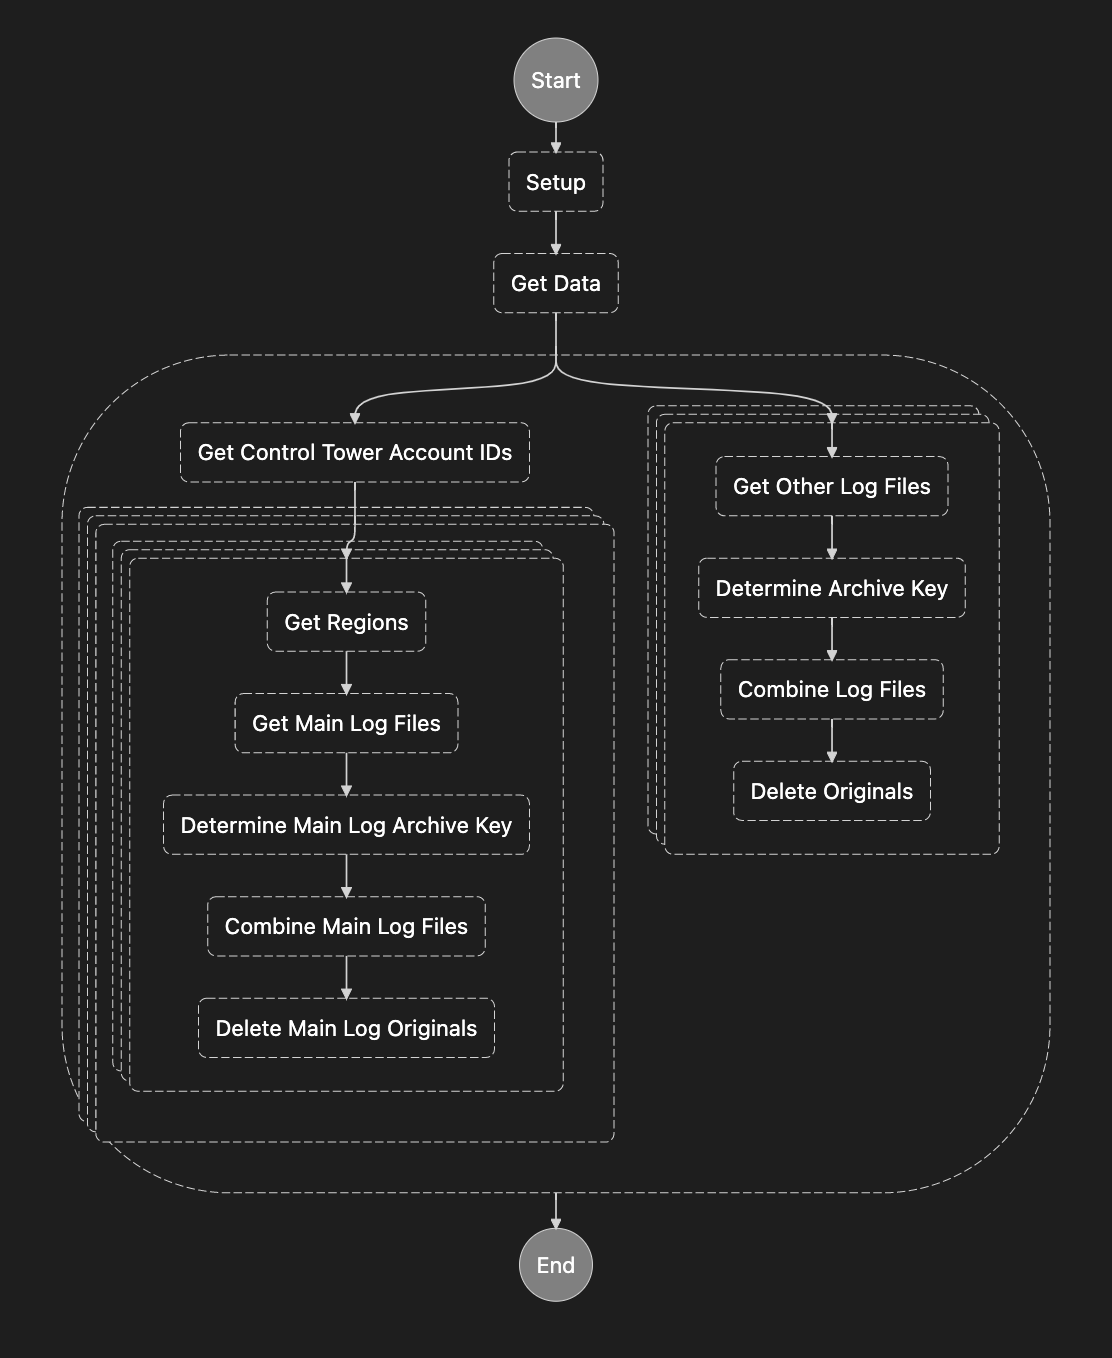 Start
Setup
Get Data
Get Control Tower Account IDs
Get Regions
Get Main Log Files
Determine Main Log Archive Key
Combine Main Log Files
Delete Main Log Originals
Get Other Log Files
Determine Archive Key
Combine Log Files
Delete Originals
End